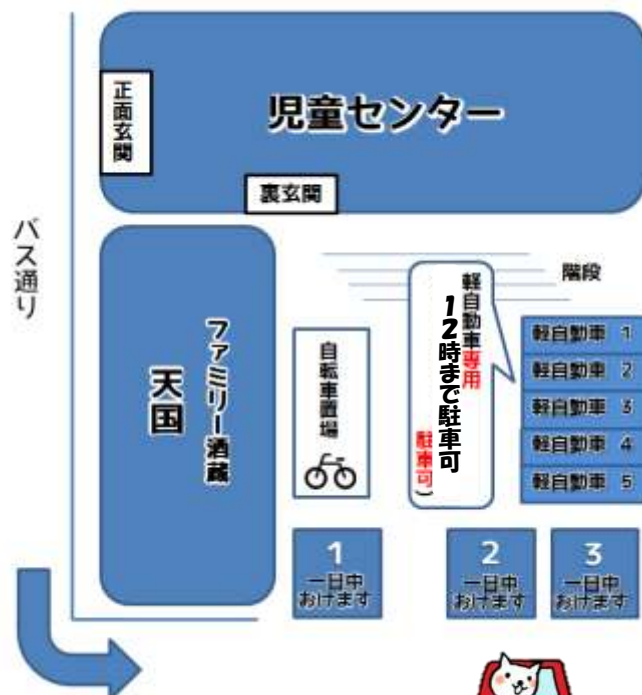 児童センター
正面玄関
裏玄関
バス通り
階段
ファミリー酒蔵
天国
自転車置場
軽自動車専用
12時まで駐車可
駐車可）
軽自動車 1
軽自動車 2
軽自動車 3
軽自動車 4
軽自動車 5
1
一日中
おけます
2
一日中
おけます
3
一日中
おけます